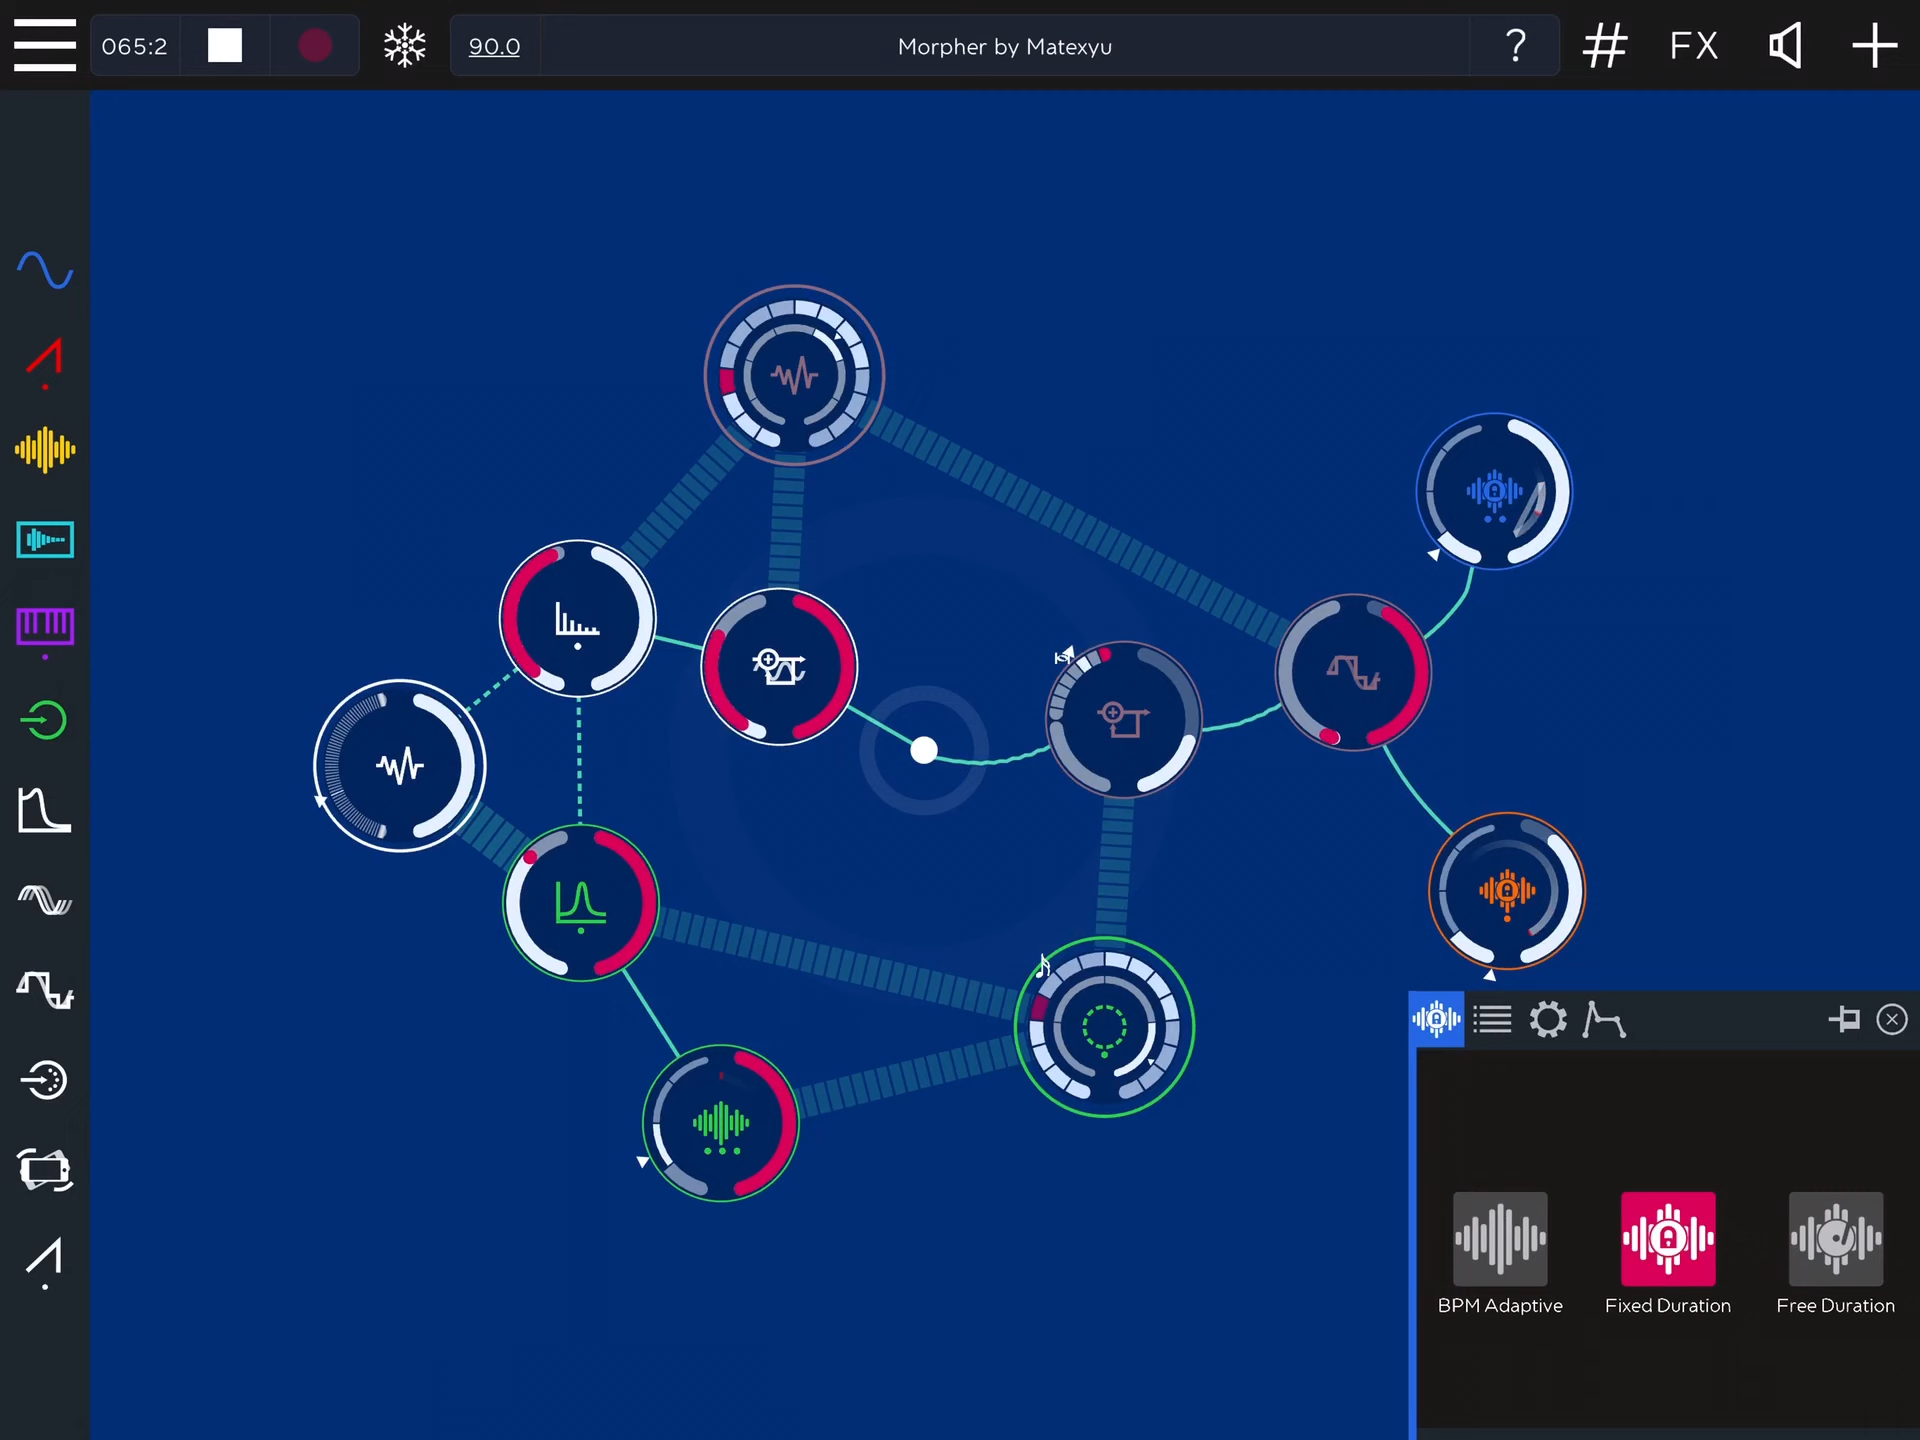 065:2
90.0
Morpher by Matexyu
?
#
FX
BPM Adaptive
Fixed Duration
Free Duration